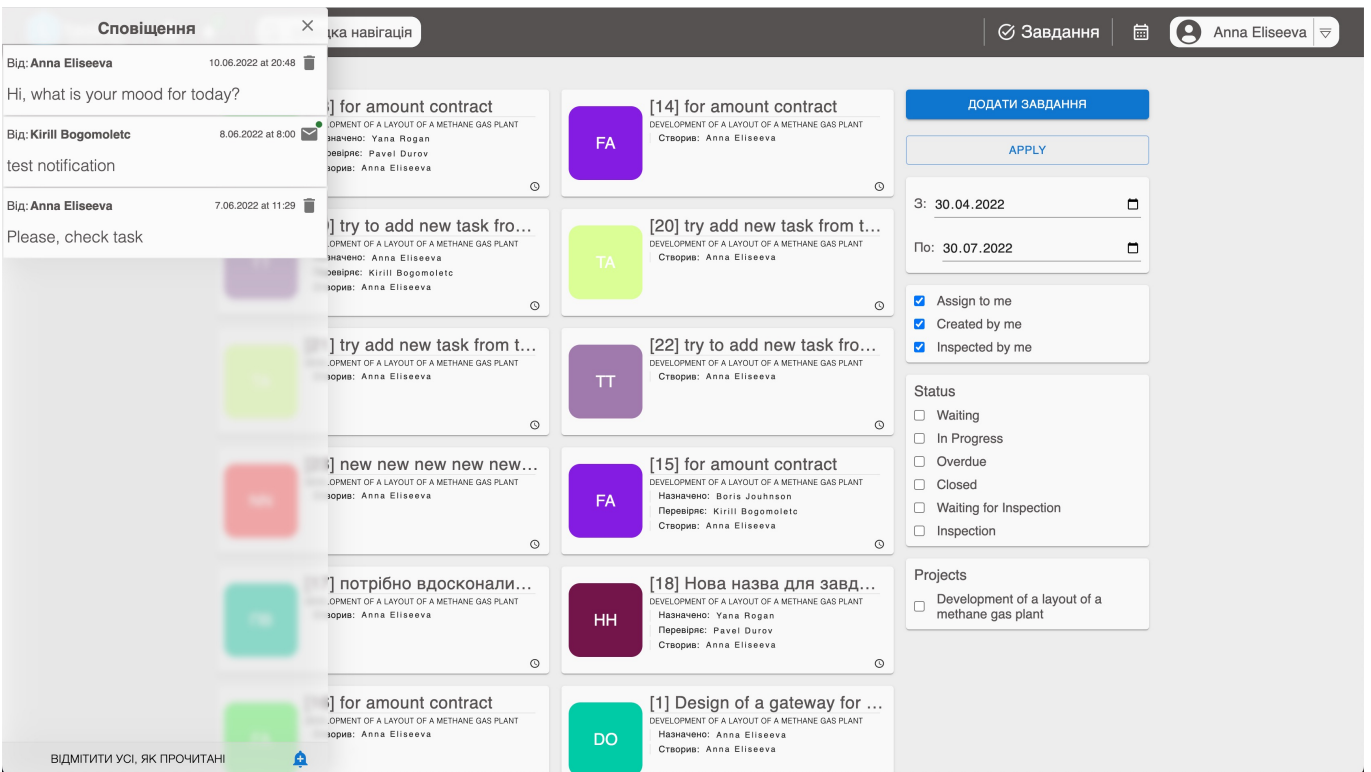 Сповіщення
дка навігація
Завдання
Anna Eliseeva
Від: Anna Eliseeva
10.06.2022 at 20:48
Hi, what is your mood for today?
Від: Kirill Bogomoletc
8.06.2022 at 8:00
test notification
Від: Anna Eliseeva
7.06.2022 at 11:29
Please, check task
ВІДМІТИТИ УСІ, ЯК ПРОЧИТАНІ
] for amount contract
OPMENT OF A LAYOUT OF A METHANE GAS PLANT
значено: Yana Rogan
ревіряє: Pavel Durov
ворив: Anna Eliseeva
FA
[14] for amount contract
DEVELOPMENT OF A LAYOUT OF A METHANE GAS PLANT
Створив: Anna Eliseeva
] try to add new task fro...
OPMENT OF A LAYOUT OF A METHANE GAS PLANT
значено: Anna Eliseeva
ревіряє: Kirill Bogomoletc
ворив: Anna Eliseeva
TA
[20] try add new task from t...
DEVELOPMENT OF A LAYOUT OF A METHANE GAS PLANT
Створив: Anna Eliseeva
] try add new task from t...
OPMENT OF A LAYOUT OF A METHANE GAS PLANT
ворив: Anna Eliseeva
TT
[22] try to add new task fro...
DEVELOPMENT OF A LAYOUT OF A METHANE GAS PLANT
Створив: Anna Eliseeva
] new new new new new...
OPMENT OF A LAYOUT OF A METHANE GAS PLANT
ворив: Anna Eliseeva
FA
[15] for amount contract
DEVELOPMENT OF A LAYOUT OF A METHANE GAS PLANT
Назначено: Boris Jouhnson
Перевіряє: Kirill Bogomoletc
Створив: Anna Eliseeva
] потрібно вдосконали...
OPMENT OF A LAYOUT OF A METHANE GAS PLANT
ворив: Anna Eliseeva
НН
[18] Нова назва для завд...
DEVELOPMENT OF A LAYOUT OF A METHANE GAS PLANT
Назначено: Yana Rogan
Перевіряє: Pavel Durov
Створив: Anna Eliseeva
] for amount contract
OPMENT OF A LAYOUT OF A METHANE GAS PLANT
ворив: Anna Eliseeva
DO
[1] Design of a gateway for ...
DEVELOPMENT OF A LAYOUT OF A METHANE GAS PLANT
Назначено: Anna Eliseeva
Створив: Anna Eliseeva
ДОДАТИ ЗАВДАННЯ
APPLY
З: 30.04.2022
По: 30.07.2022
Assign to me
Created by me
Inspected by me
Status
Waiting
In Progress
Overdue
Closed
Waiting for Inspection
Inspection
Projects
Development of a layout of a
methane gas plant